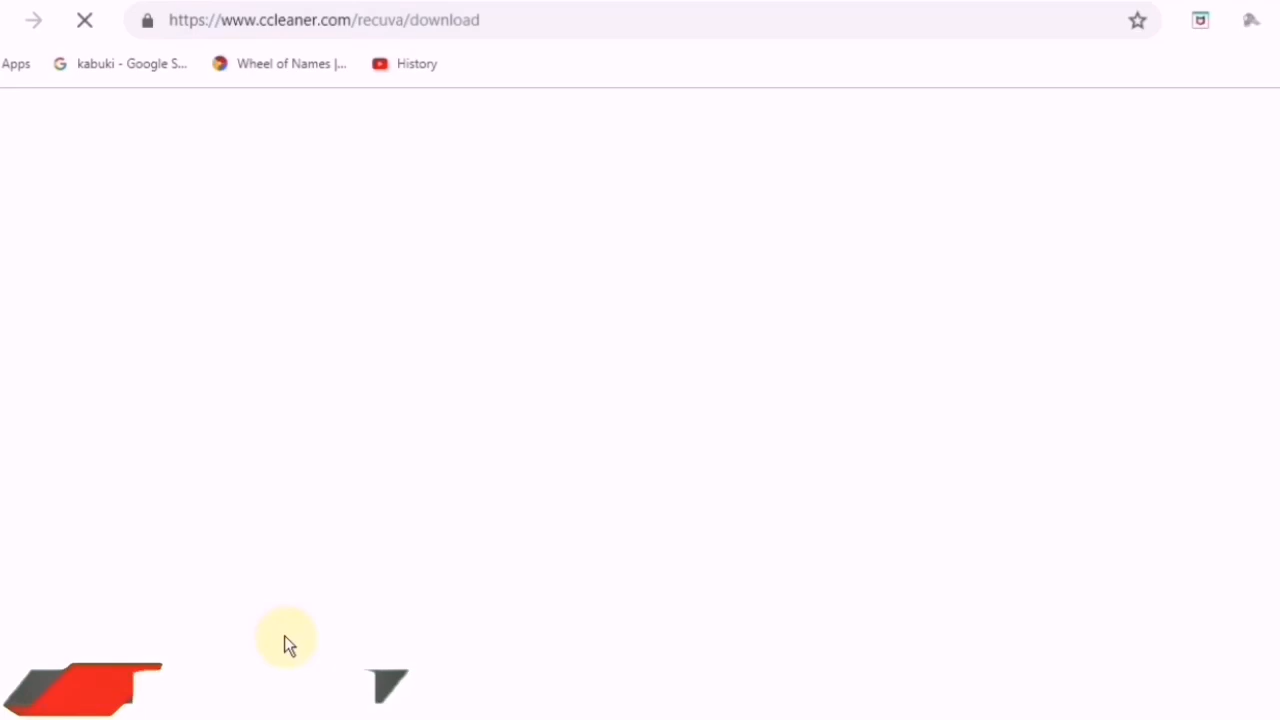 https://www.ccleaner.com/recuva/download
Apps kabuki - Google S... Wheel of Names |... History